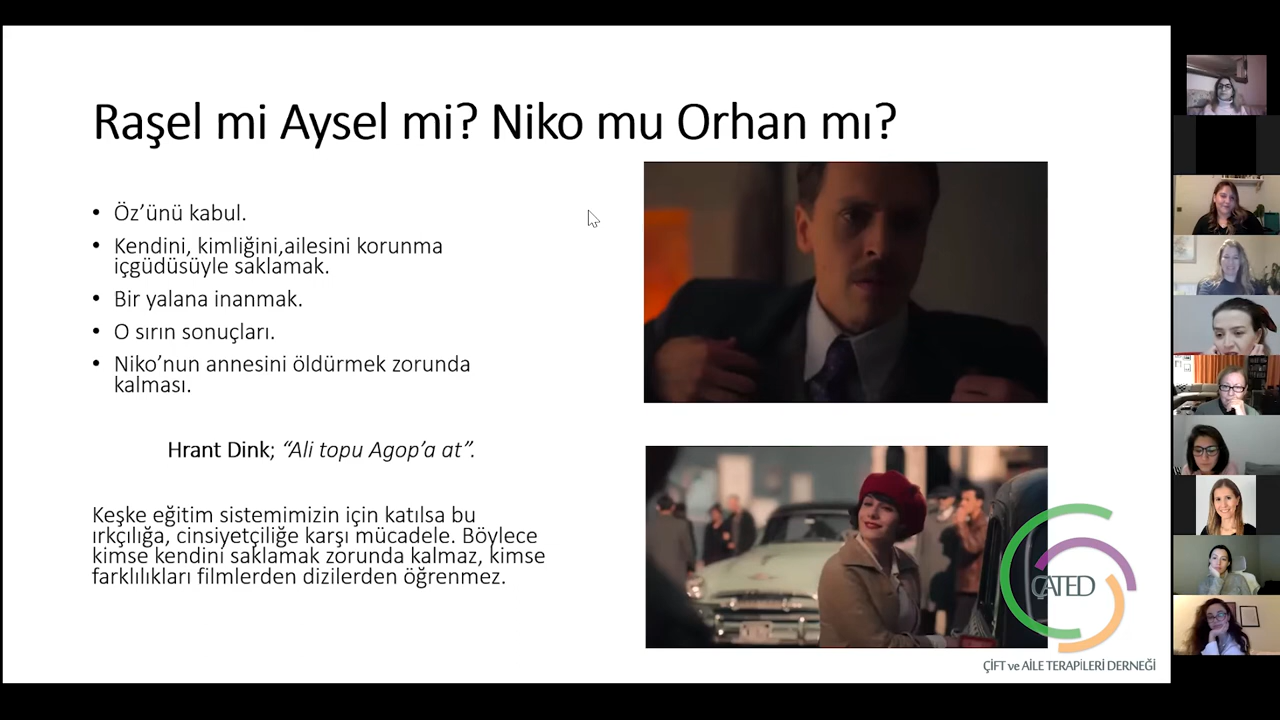 Raşel mi Aysel mi? Niko mu Orhan mı?
• Öz’ünü kabul.
• Kendini, kimliğini,ailesini korunma
içgüdüsüyle saklamak.
• Bir yalana inanmak.
• O sırın sonuçları.
• Niko’nun annesini öldürmek zorunda
kalması.
Hrant Dink; “Ali topu Agop’a at”.
Keşke eğitim sistemimizin için katılsa bu
ırkçılığa, cinsiyetçiliğe karşı mücadele. Böylece
kimse kendini saklamak zorunda kalmaz, kimse
farklılıkları filmlerden dizilerden öğrenmez.
ÇATED
ÇİFT ve AİLE TERAPİLERİ DERNEĞİ